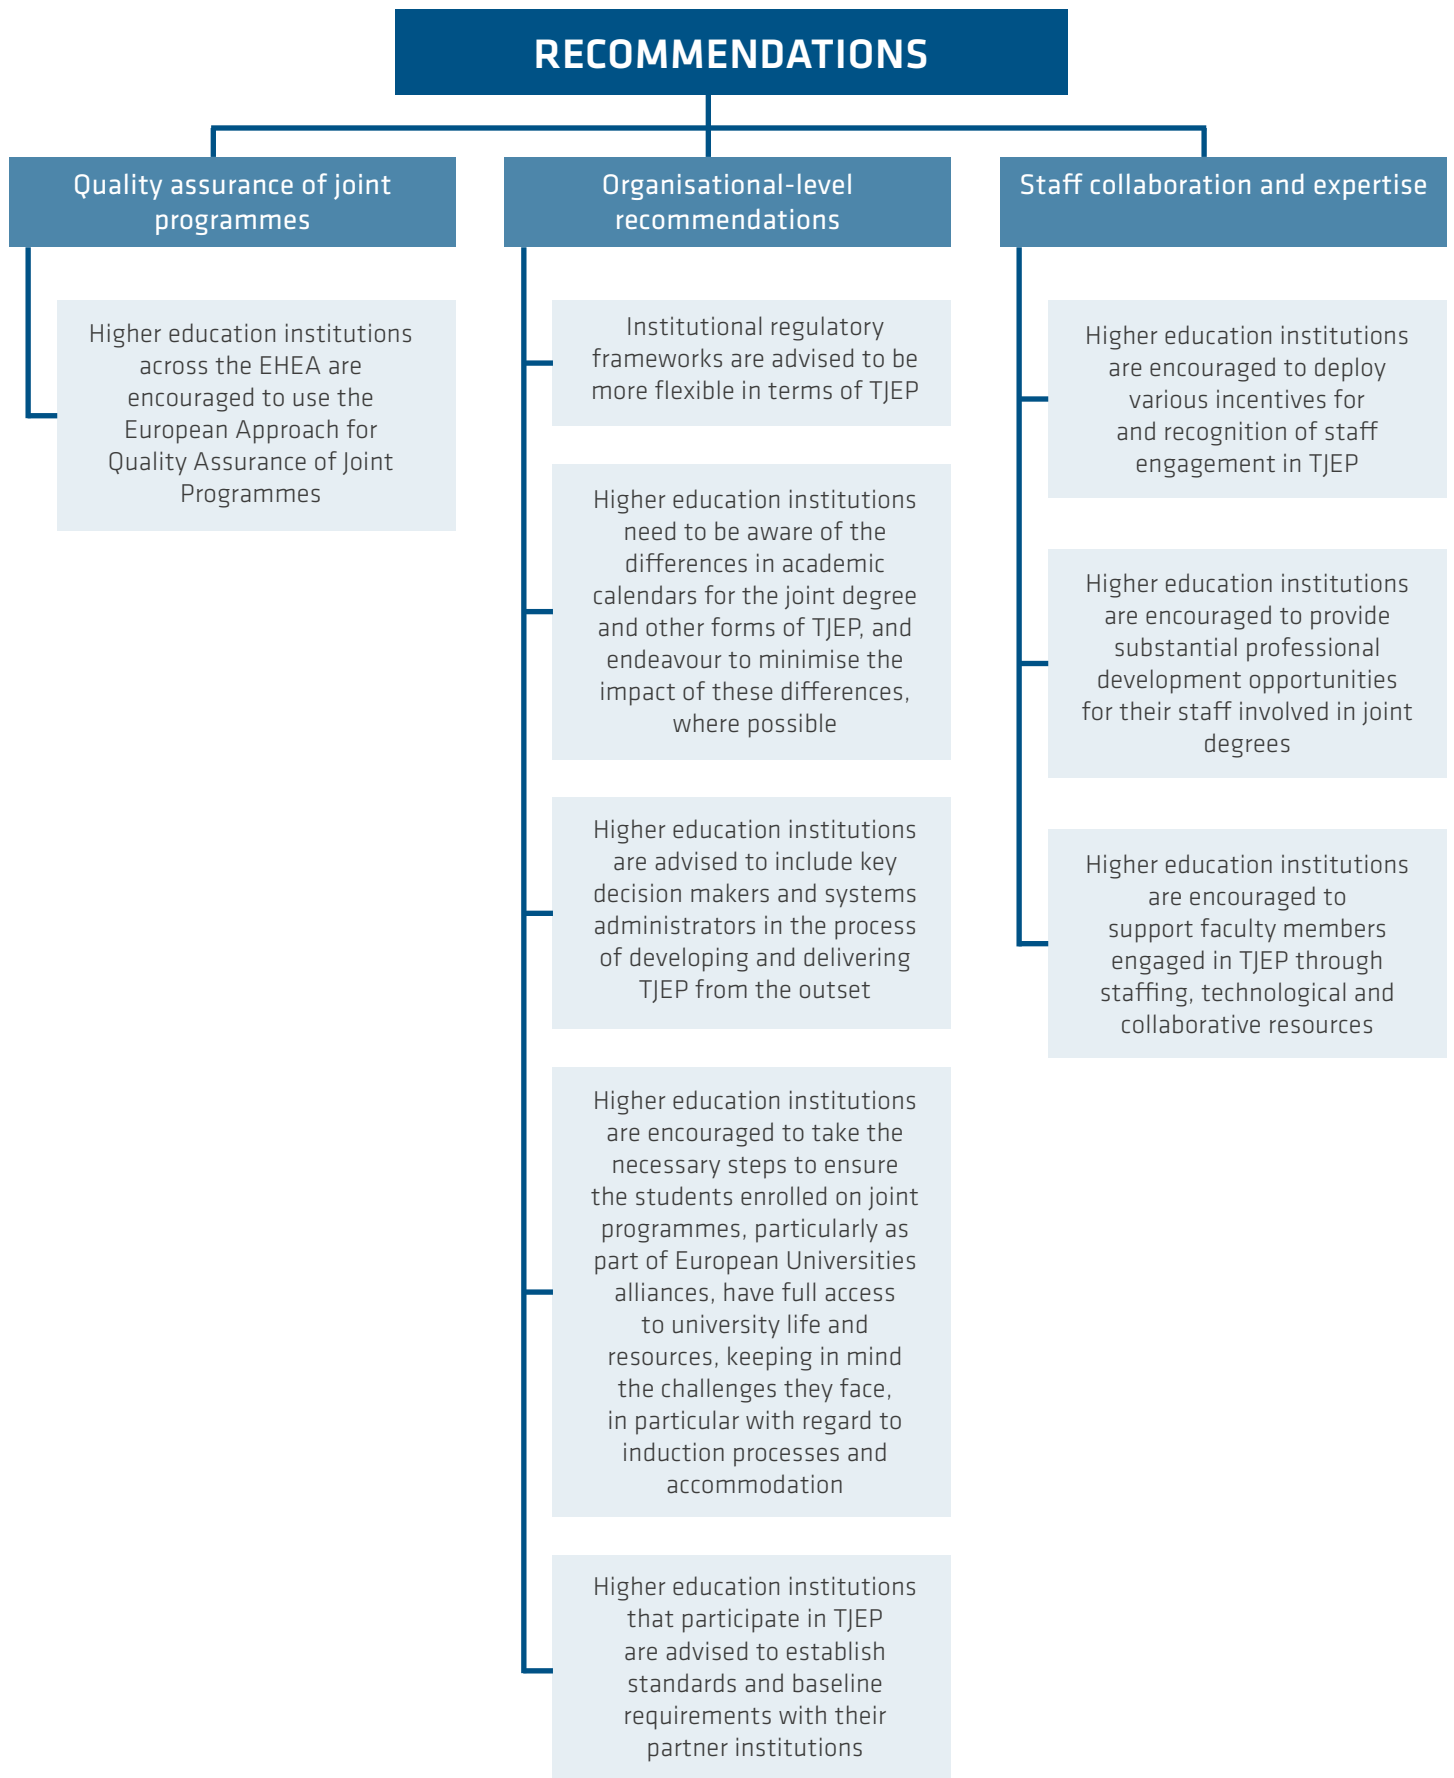 RECOMMENDATIONS
Quality assurance of joint
programmes
Higher education institutions
across the EHEA are
encouraged to use the
European Approach for
Quality Assurance of Joint
Programmes
Organisational-level
recommendations
Institutional regulatory
frameworks are advised to be
more flexible in terms of TJEP
Higher education institutions
need to be aware of the
differences in academic
calendars for the joint degree
and other forms of TJEP, and
endeavour to minimise the
impact of these differences,
where possible
Higher education institutions
are advised to include key
decision makers and systems
administrators in the process
of developing and delivering
TJEP from the outset
Higher education institutions
are encouraged to take the
necessary steps to ensure
the students enrolled on joint
programmes, particularly as
part of European Universities
alliances, have full access
to university life and
resources, keeping in mind
the challenges they face,
in particular with regard to
induction processes and
accommodation
Higher education institutions
that participate in TJEP
are advised to establish
standards and baseline
requirements with their
partner institutions
Staff collaboration and expertise
Higher education institutions
are encouraged to deploy
various incentives for
and recognition of staff
engagement in TJEP
Higher education institutions
are encouraged to provide
substantial professional
development opportunities
for their staff involved in joint
degrees
Higher education institutions
are encouraged to
support faculty members
engaged in TJEP through
staffing, technological and
collaborative resources